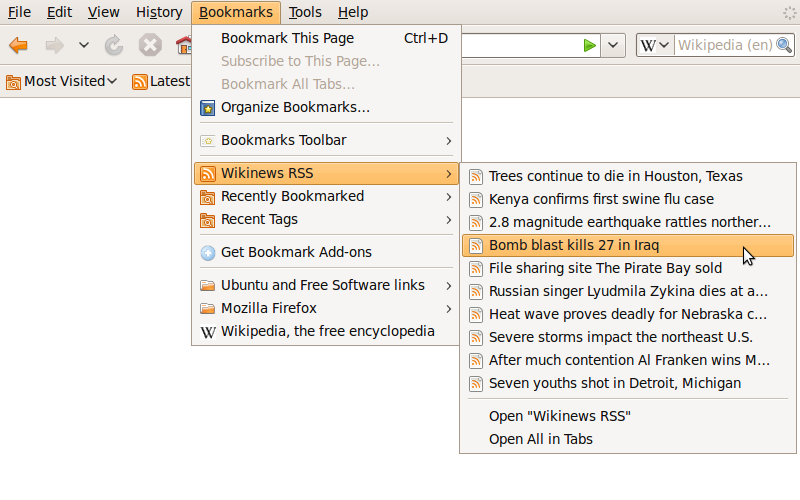 File Edit View History Bookmarks Tools Help
Bookmark This Page Ctrl+D
Subscribe to This Page...
Bookmark All Tabs...
Organize Bookmarks...
Bookmarks Toolbar
Wikinews RSS
Recently Bookmarked
Recent Tags
Get Bookmark Add-ons
Ubuntu and Free Software links
Mozilla Firefox
W Wikipedia, the free encyclopedia
W Wikipedia (en)
Most Visited
Latest
Trees continue to die in Houston, Texas
Kenya confirms first swine flu case
2.8 magnitude earthquake rattles norther...
Bomb blast kills 27 in Iraq
File sharing site The Pirate Bay sold
Russian singer Lyudmila Zykina dies at a...
Heat wave proves deadly for Nebraska c...
Severe storms impact the northeast U.S.
After much contention Al Franken wins M...
Seven youths shot in Detroit, Michigan
Open "Wikinews RSS"
Open All in Tabs